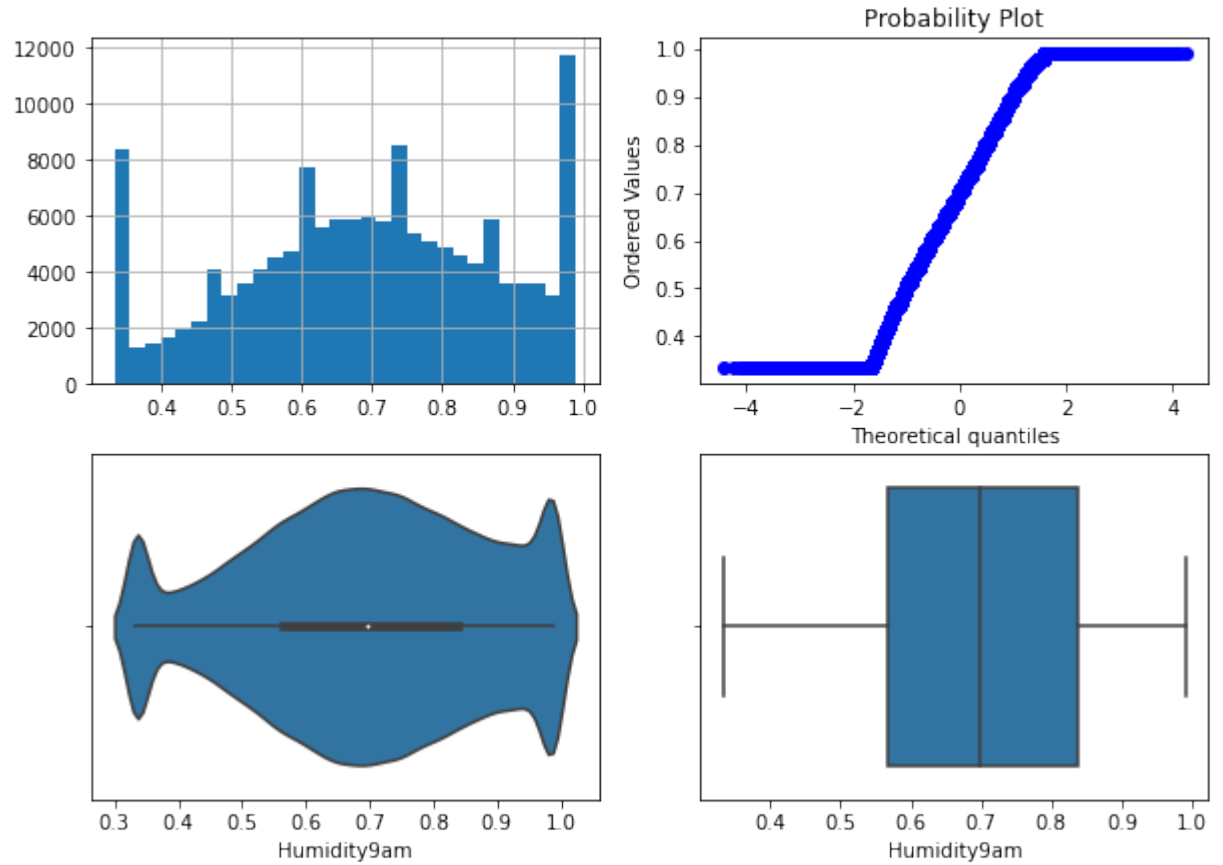 12000
10000
8000
6000
4000
2000
0
0.4 0.5 0.6 0.7 0.8 0.9 1.0
Probability Plot
Ordered Values
1.0
0.9
0.8
0.7
0.6
0.5
0.4
−4 −2 0 2 4
Theoretical quantiles
0.3 0.4 0.5 0.6 0.7 0.8 0.9 1.0
Humidity9am
0.4 0.5 0.6 0.7 0.8 0.9 1.0
Humidity9am